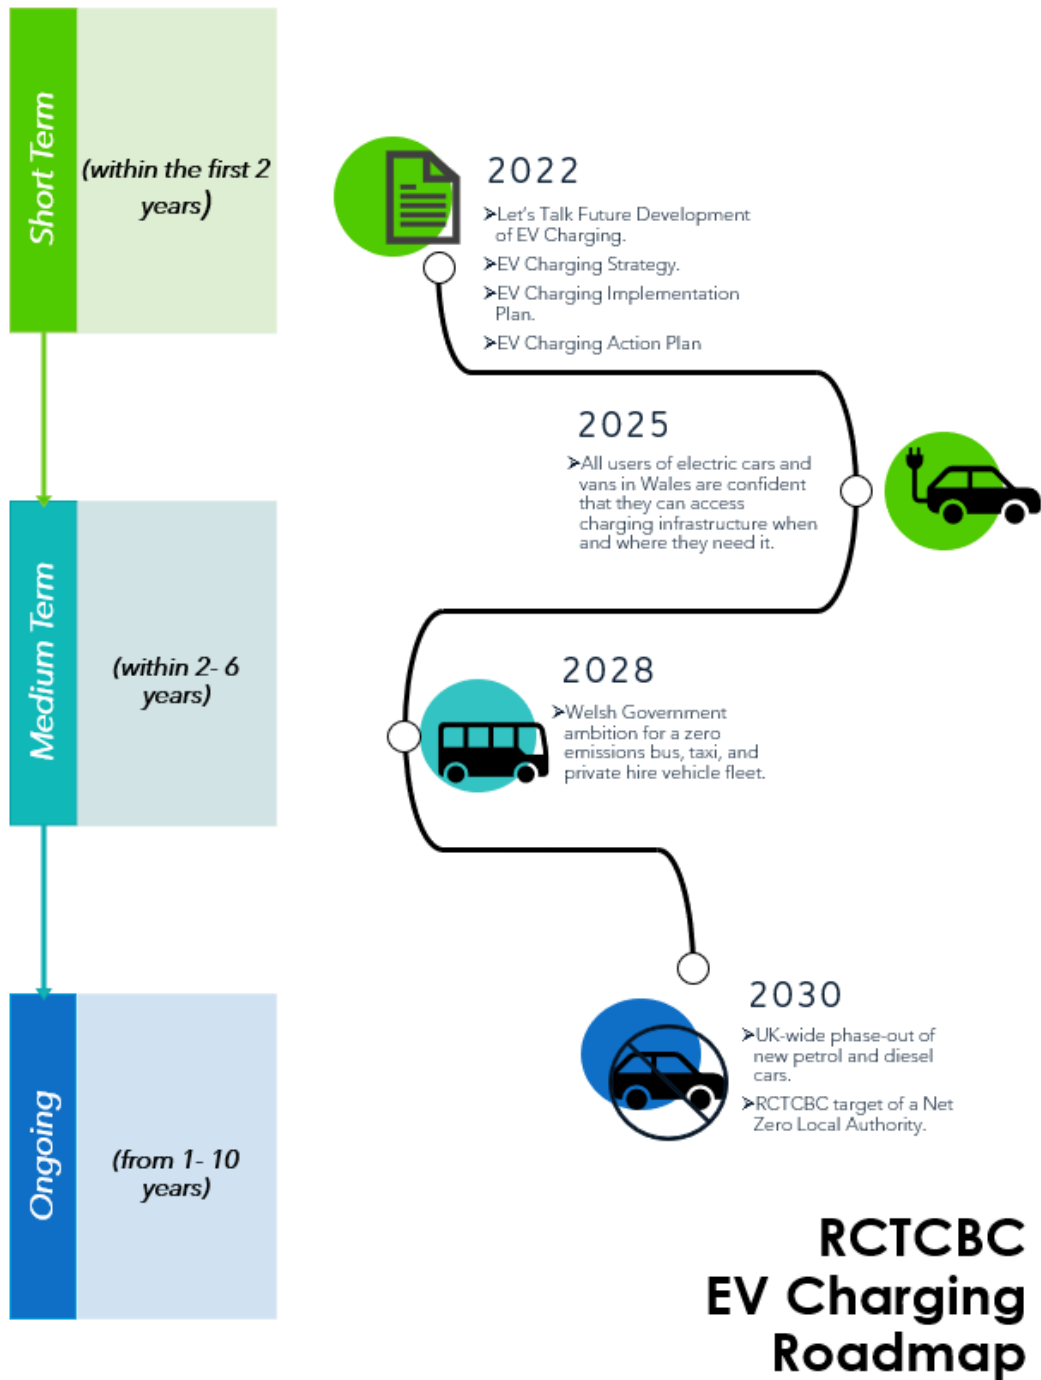 Short Term
(within the first 2
years)
Medium Term
(within 2- 6
years)
Ongoing
(from 1- 10
years)
2022
➢Let's Talk Future Development
of EV Charging.
➢EV Charging Strategy.
➢EV Charging Implementation
Plan.
➢EV Charging Action Plan
2025
➢All users of electric cars and
vans in Wales are confident
that they can access
charging infrastructure when
and where they need it.
2028
➢Welsh Government
ambition for a zero
emissions bus, taxi, and
private hire vehicle fleet.
2030
➢UK-wide phase-out of
new petrol and diesel
cars.
➢RCTCBC target of a Net
Zero Local Authority.
RCTCBC
EV Charging
Roadmap